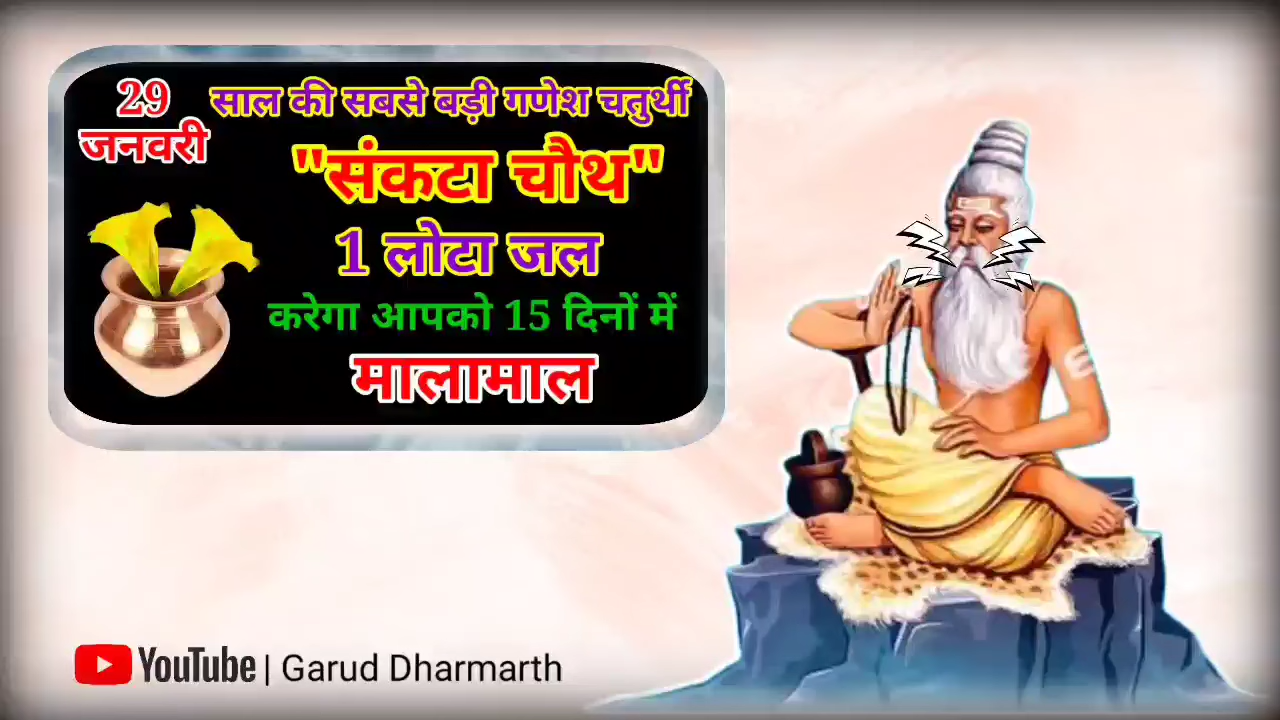 29
जनवरी
साल की सबसे बड़ी गणेश चतुर्थी
"संकटा चौथ"
1 लोटा जल
करेगा आपको 15 दिनों में
मालामाल
YouTube | Garud Dharmarth